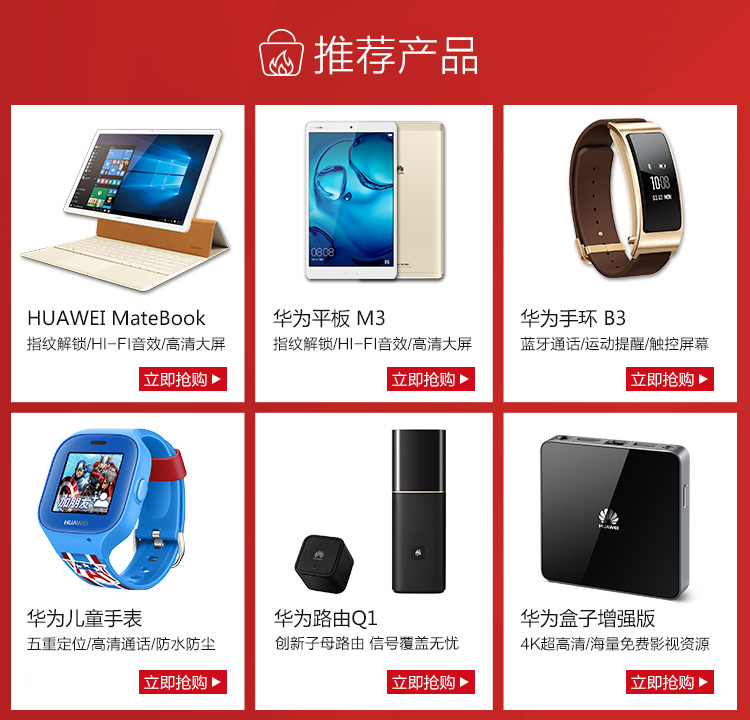 推荐产品
HUAWEI MateBook
指纹解锁/HI-FI音效/高清大屏
立即抢购
08:08
HUAWEI
华为平板 M3
指纹解锁/HI-FI音效/高清大屏
立即抢购
10:08
华为手环 B3
蓝牙通话/运动提醒/触控屏幕
立即抢购
加朋友
HUAWEI
华为儿童手表
五重定位/高清通话/防水防尘
立即抢购
华为路由Q1
创新子母路由 信号覆盖无忧
立即抢购
HUAWEI
华为盒子增强版
4K超高清/海量免费影视资源
立即抢购